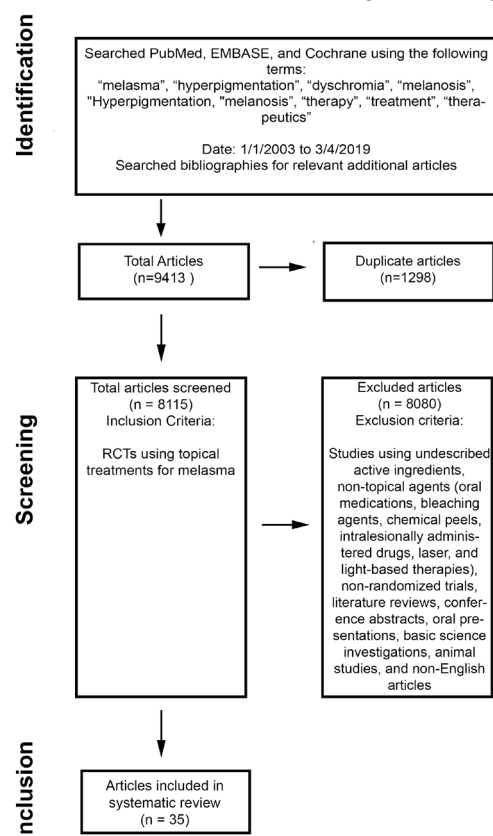 Identification
Searched PubMed, EMBASE, and Cochrane using the following
terms:
“melasma”, “hyperpigmentation”, “dyschromia”, “melanosis”,
"Hyperpigmentation, "melanosis”, “therapy”, “treatment”, “thera-
peutics”
Date: 1/1/2003 to 3/4/2019
Searched bibliographies for relevant additional articles
Total Articles
(n=9413 )
Duplicate articles
(n=1298)
Screening
Total articles screened
(n = 8115)
Inclusion Criteria:
RCTs using topical
treatments for melasma
Excluded articles
(n = 8080)
Exclusion criteria:
Studies using undescribed
active ingredients,
non-topical agents (oral
medications, bleaching
agents, chemical peels,
intralesionally adminis-
tered drugs, laser, and
light-based therapies),
non-randomized trials,
literature reviews, confer-
ence abstracts, oral pre-
sentations, basic science
investigations, animal
studies, and non-English
articles
nclusion
Articles included in
systematic review
(n = 35)